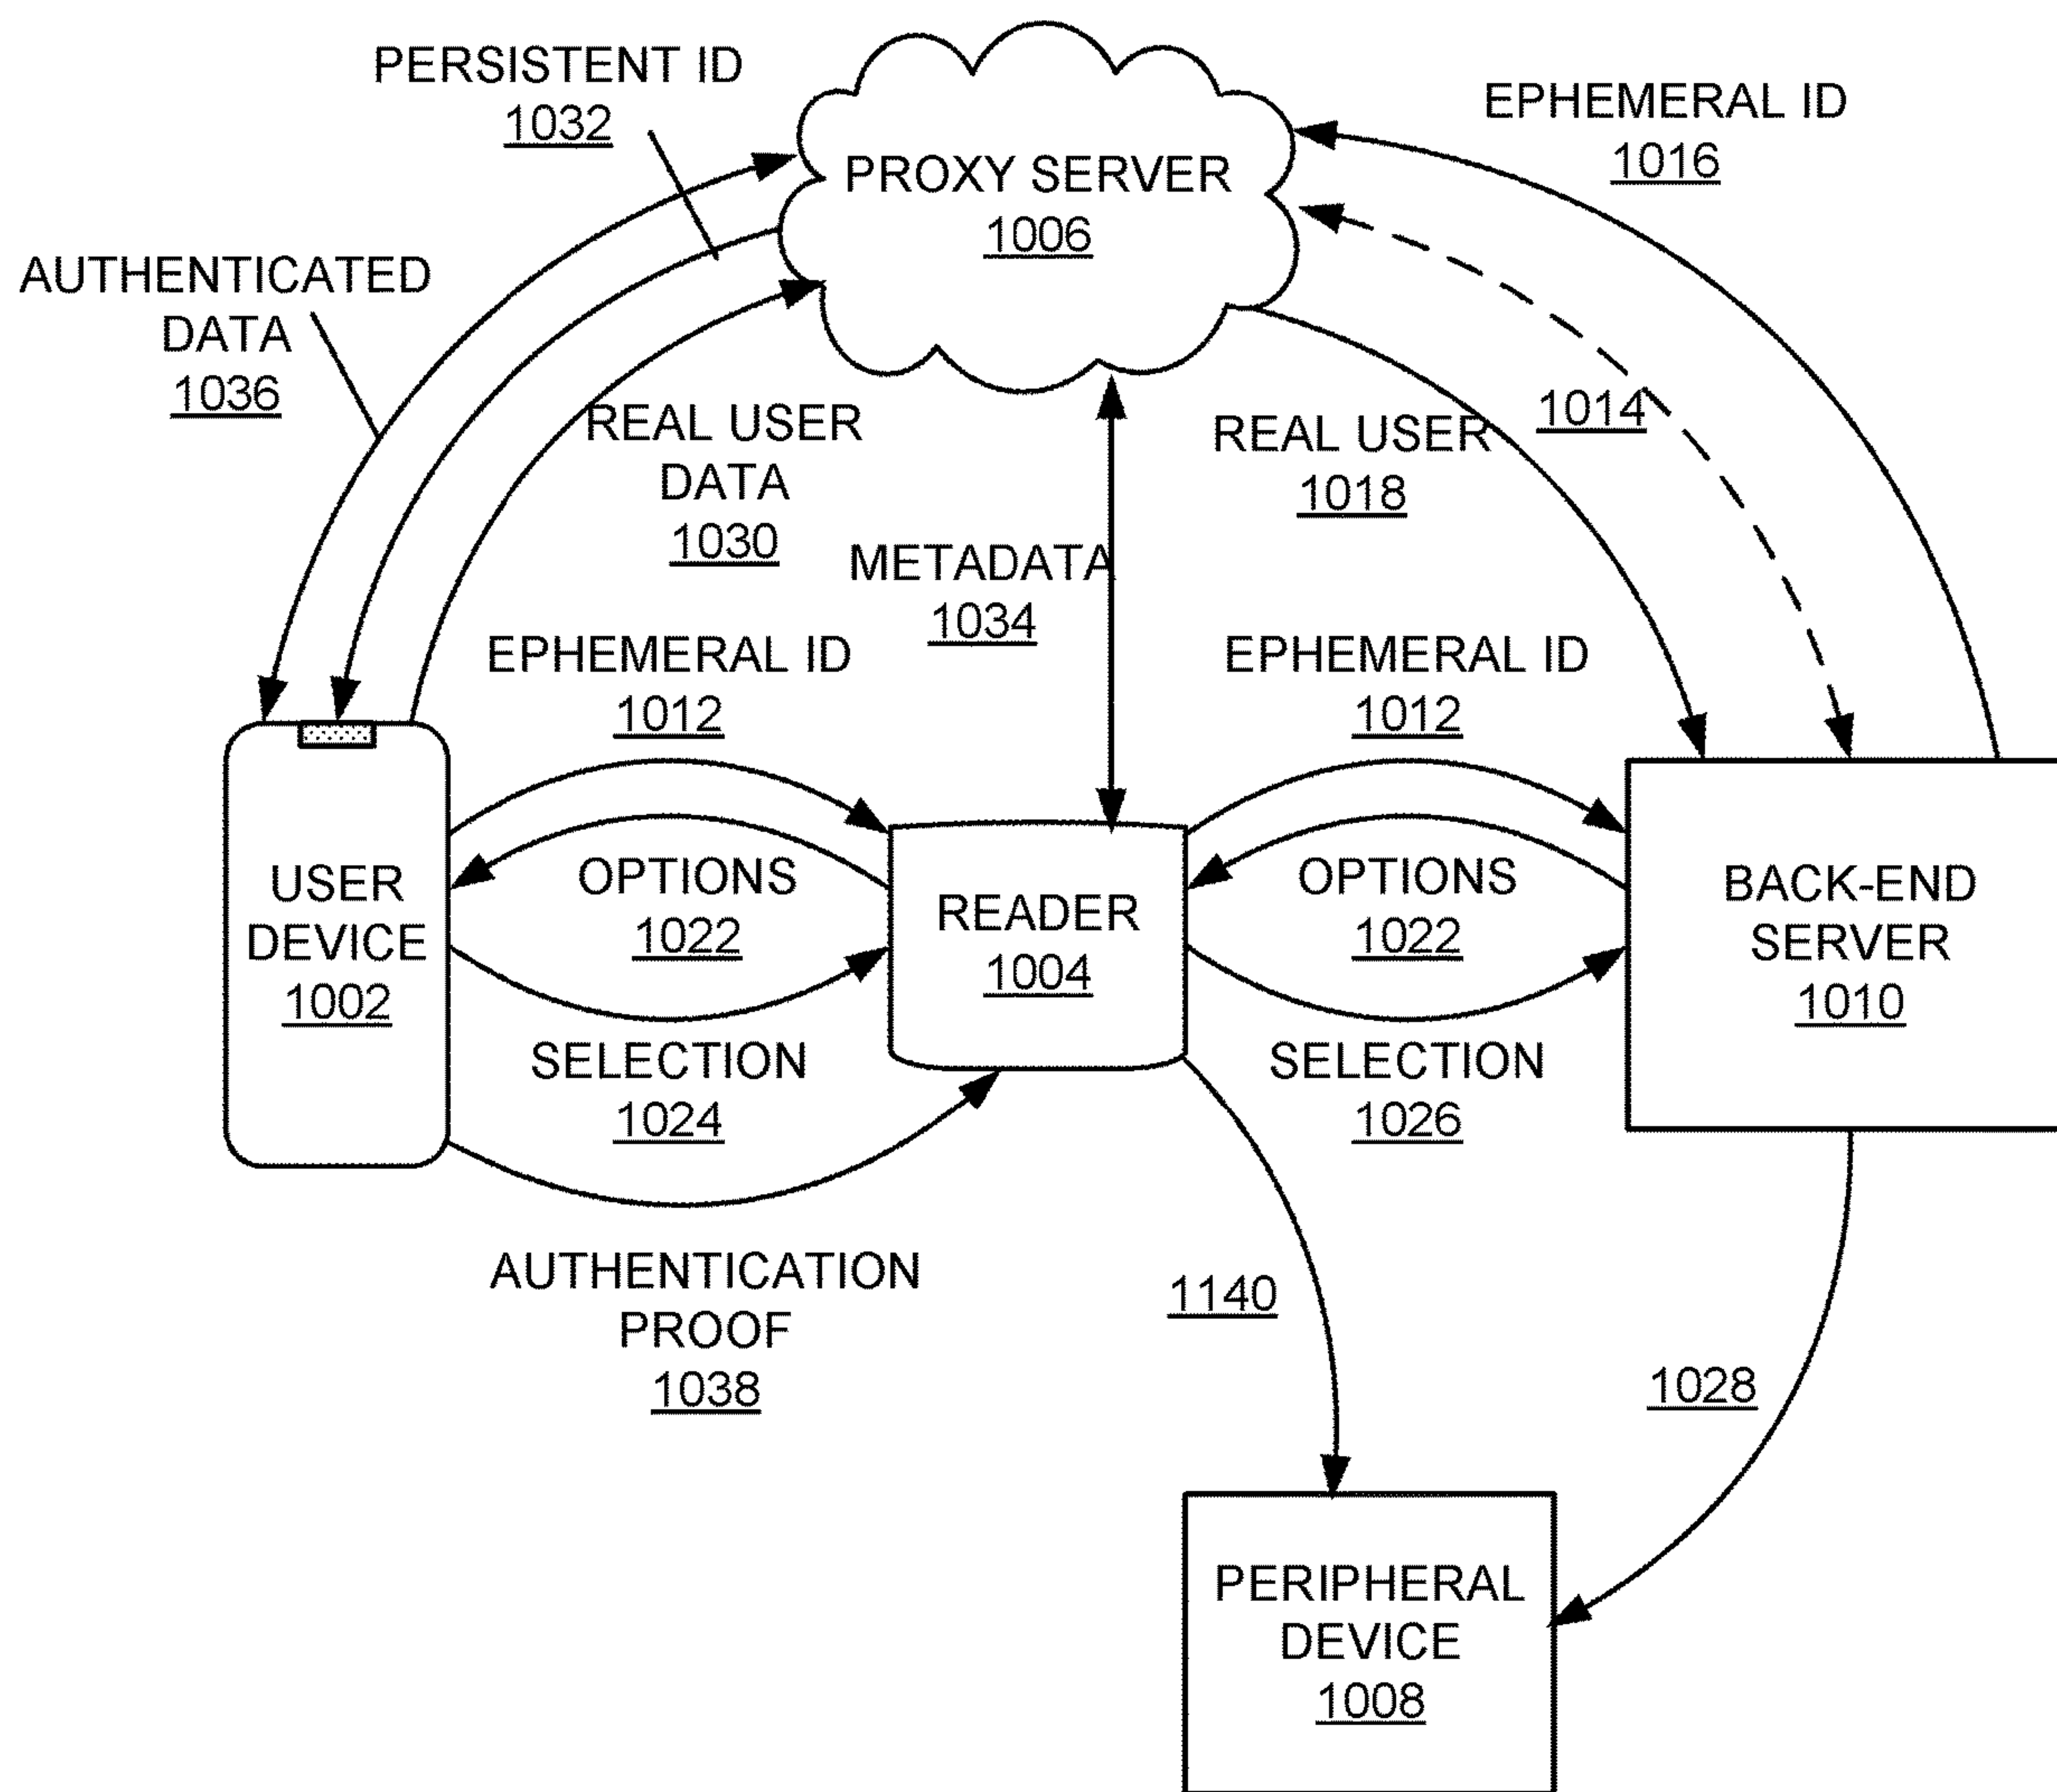 PERSISTENT ID
1032
EPHEMERAL ID
1016
PROXY SERVER
1006
AUTHENTICATED
DATA
1036
REAL USER
DATA
1030
REAL USER
1018
1014
METADATA
1034
EPHEMERAL ID
1012
EPHEMERAL ID
1012
USER
DEVICE
1002
OPTIONS
1022
READER
1004
OPTIONS
1022
BACK-END
SERVER
1010
SELECTION
1024
SELECTION
1026
AUTHENTICATION
PROOF
1038
1140
1028
PERIPHERAL
DEVICE
1008